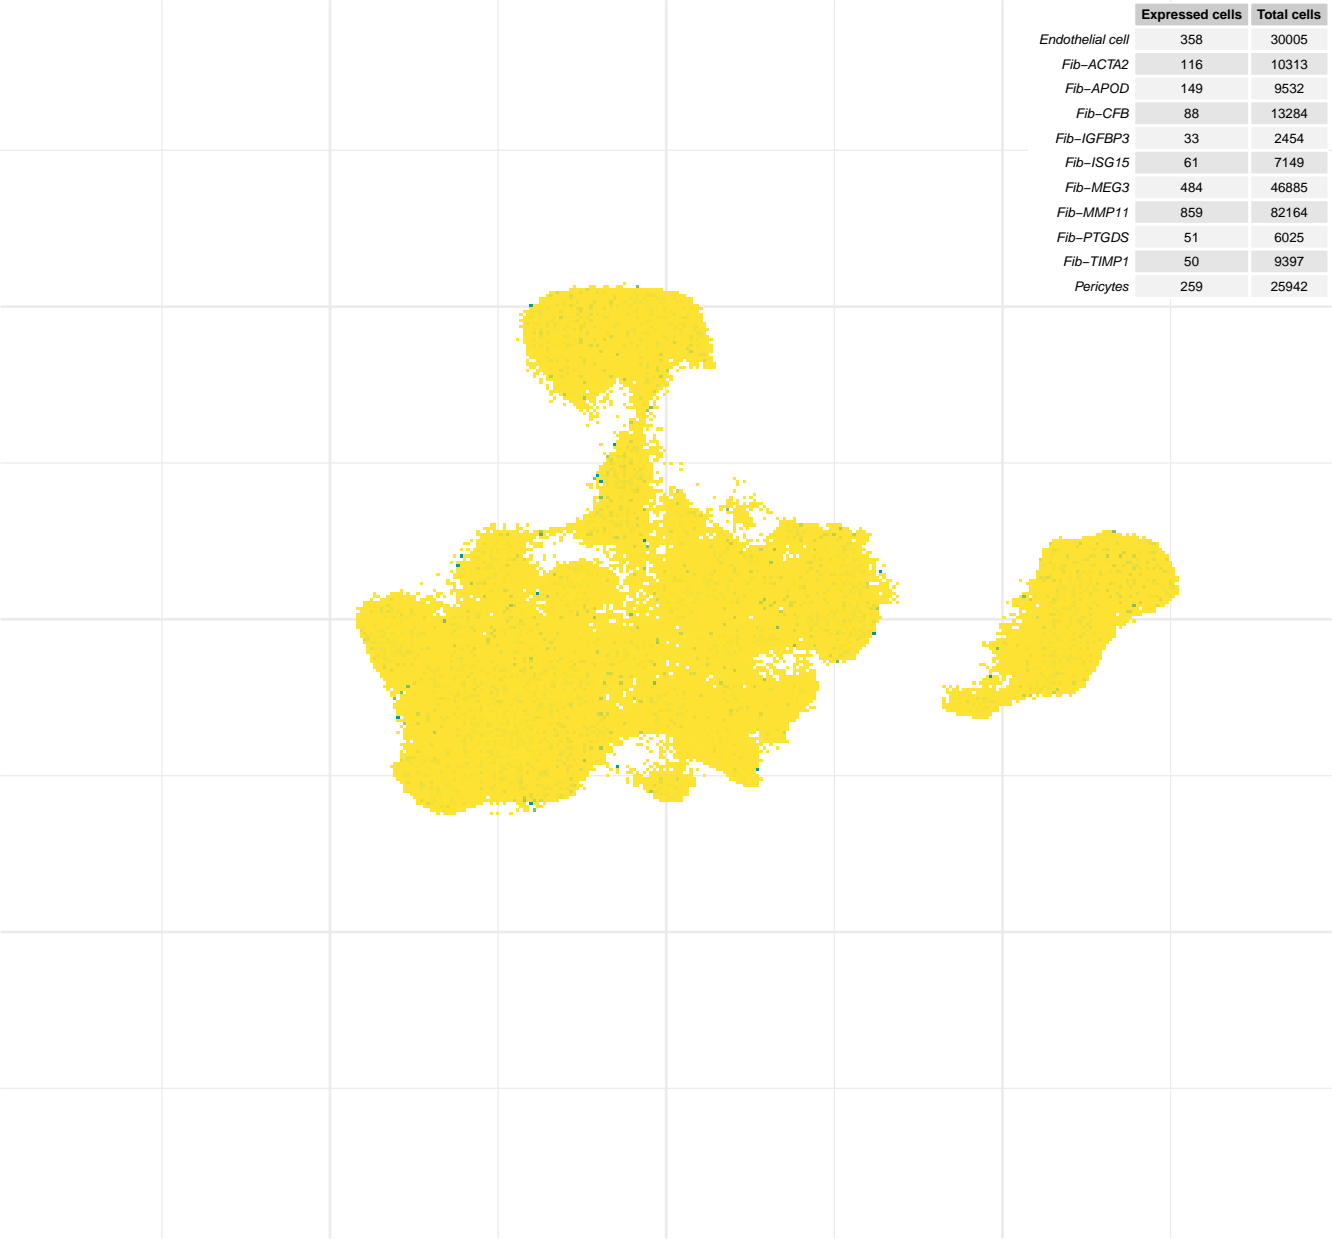 Expressed cells Total cells
Endothelial cell 358 30005
Fib−ACTA2 116 10313
Fib−APOD 149 9532
Fib−CFB 88 13284
Fib−IGFBP3 33 2454
Fib−ISG15 61 7149
Fib−MEG3 484 46885
Fib−MMP11 859 82164
Fib−PTGDS 51 6025
Fib−TIMP1 50 9397
Pericytes 259 25942